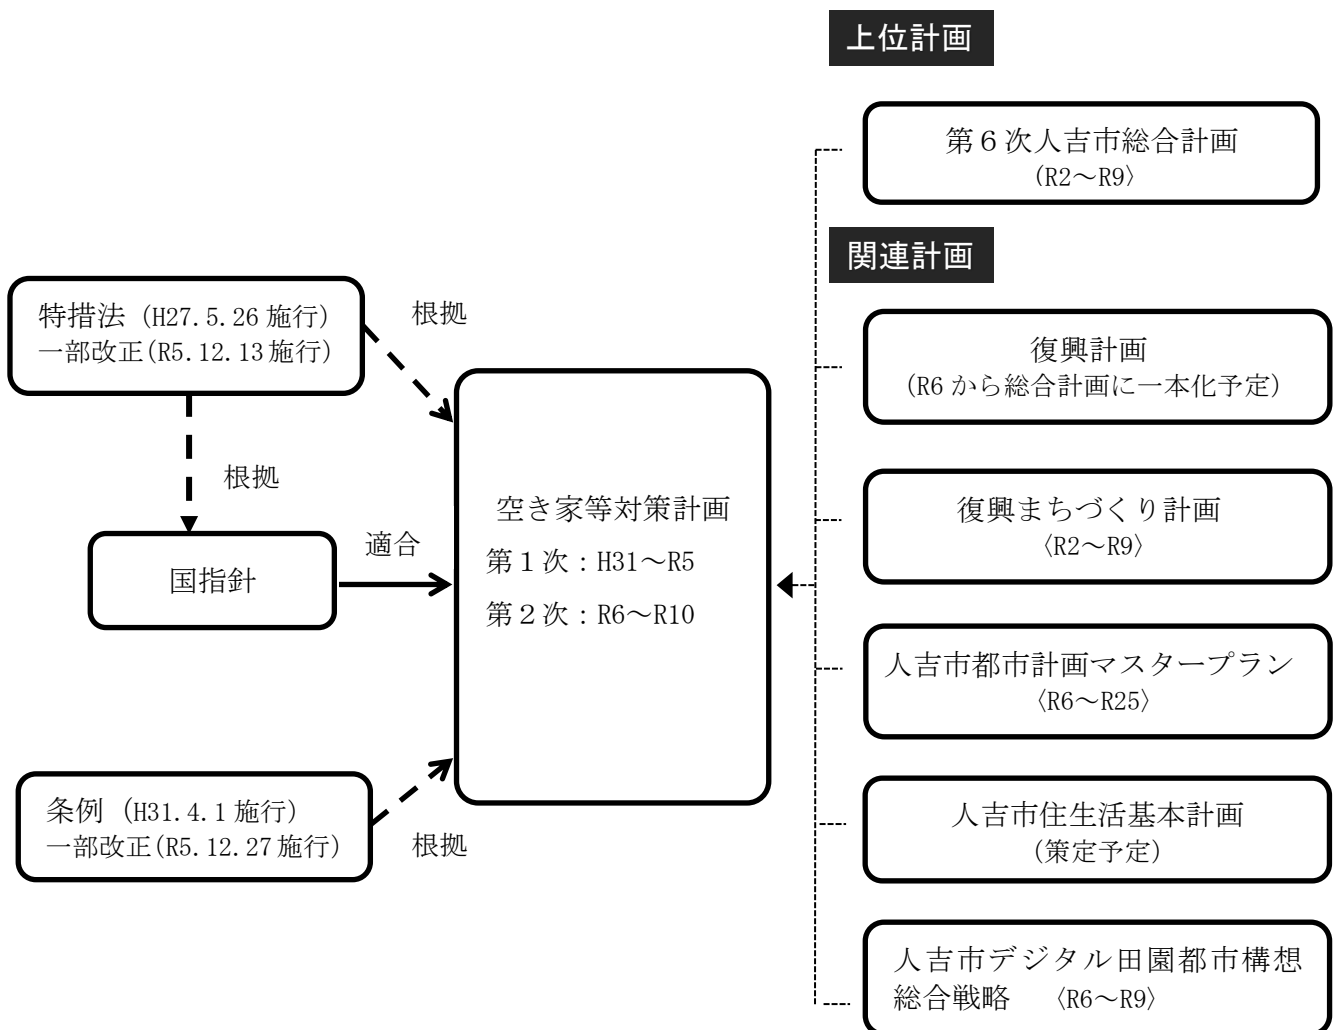 上位計画
第６次人吉市総合計画
(R2～R9〉
関連計画
復興計画
(R6から総合計画に一本化予定)
復興まちづくり計画
〈R2～R9〉
人吉市都市計画マスタープラン
〈R6～R25〉
人吉市住生活基本計画
(策定予定)
人吉市デジタル田園都市構想
総合戦略　〈R6～R9〉
特措法（H27.5.26 施行)
一部改正(R5.12.13 施行)
根拠
根拠
国指針
適合
空き家等対策計画
第１次：H31～R5
第２次：R6～R10
条例（H31.4.1 施行)
一部改正(R5.12.27 施行)
根拠